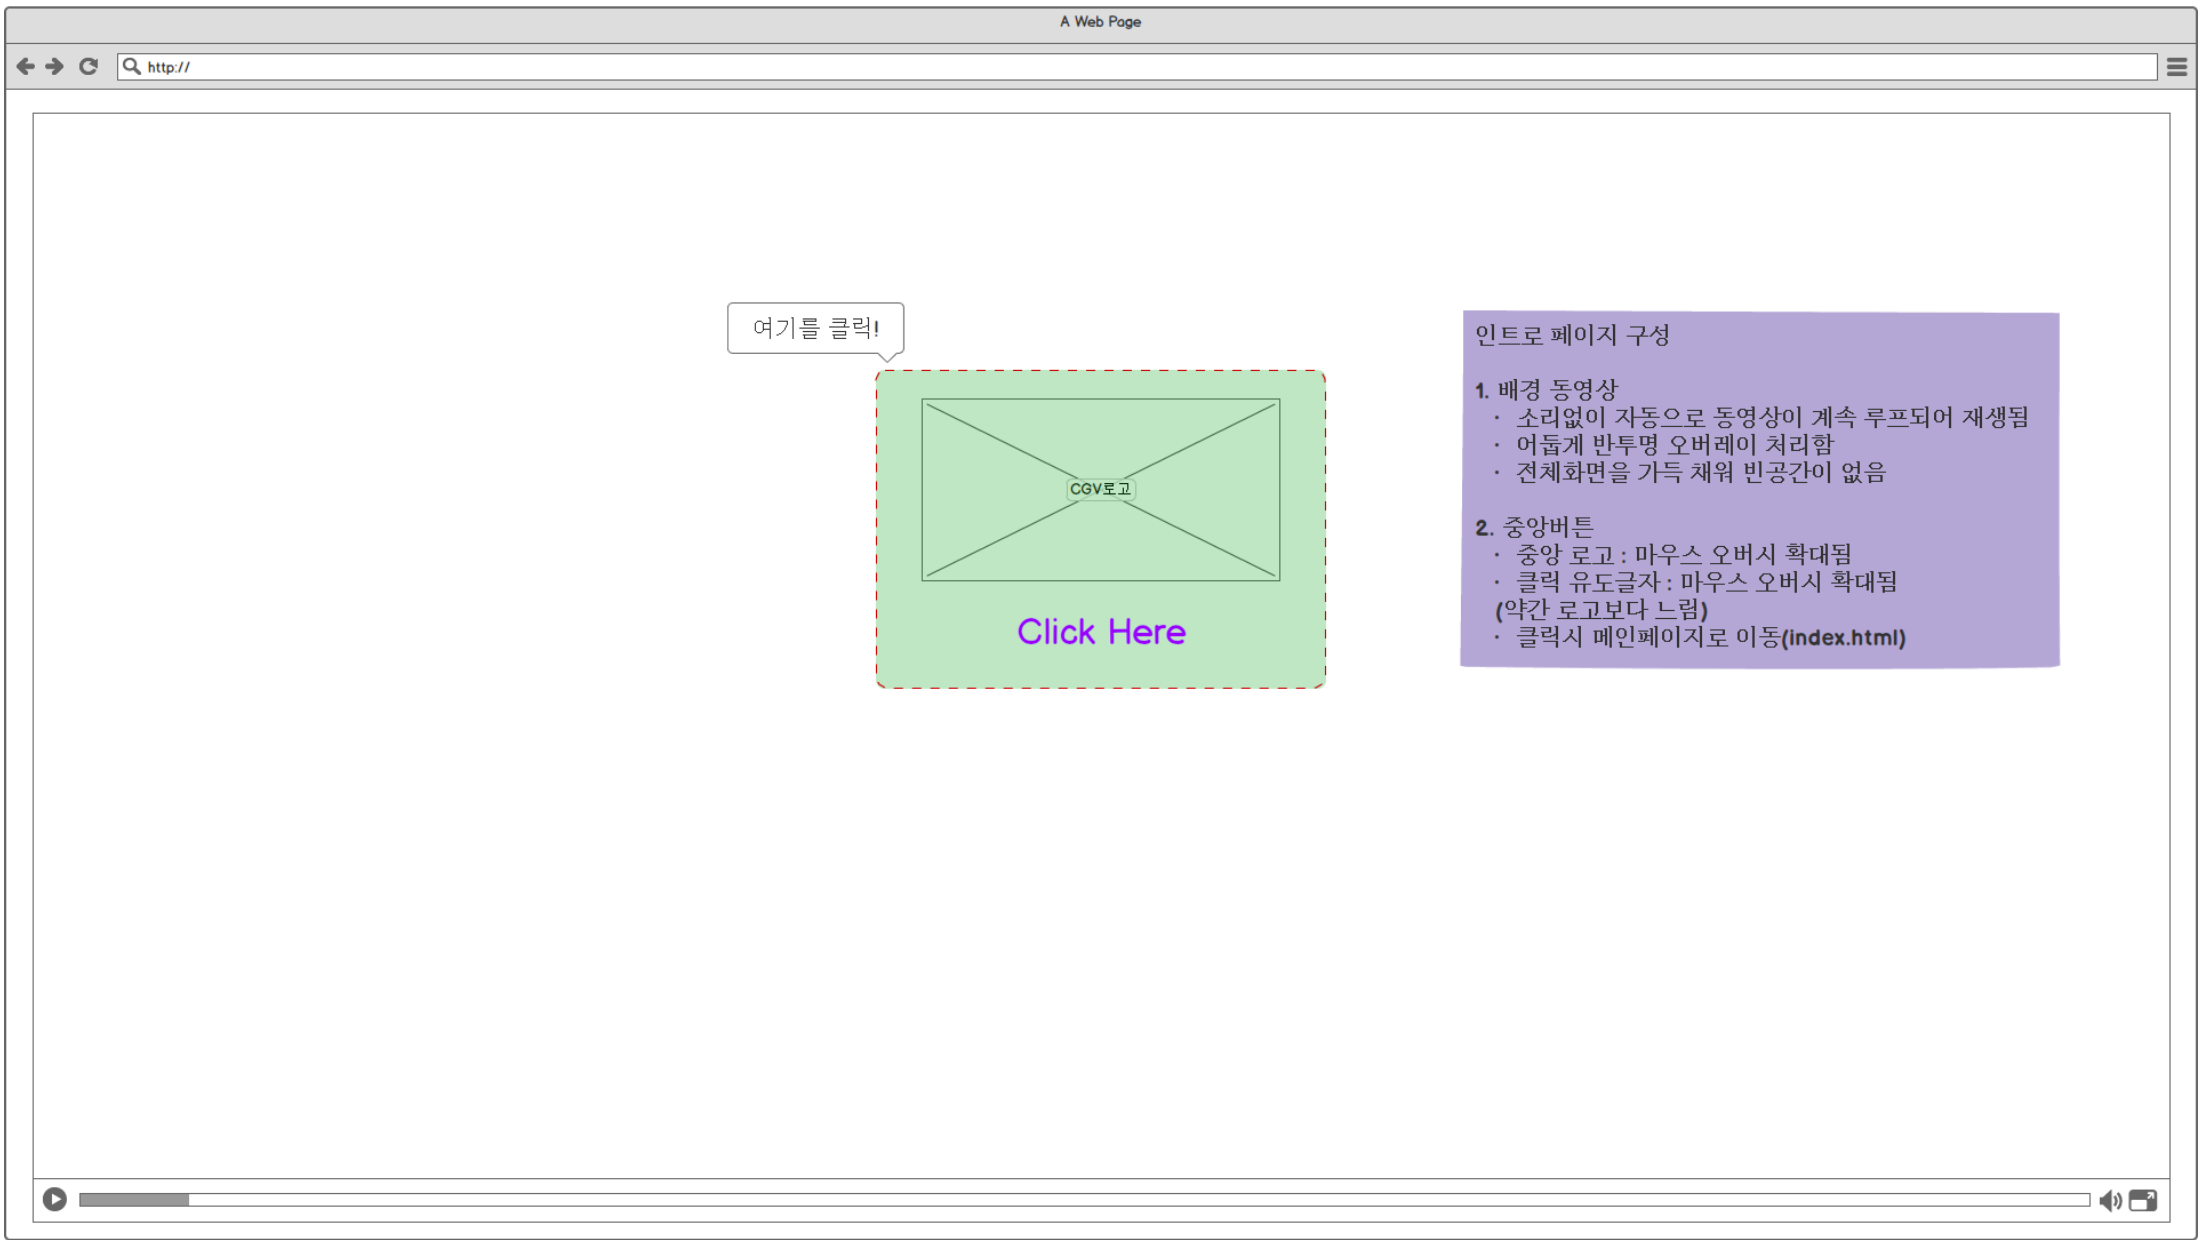 A Web Page
http://
여기를 클릭!
CGV로고
Click Here
인트로 페이지 구성
1. 배경 동영상
· 소리없이 자동으로 동영상이 계속 루프되어 재생됨
· 어둡게 반투명 오버레이 처리함
· 전체화면을 가득 채워 빈공간이 없음
2. 중앙버튼
· 중앙 로고 : 마우스 오버시 확대됨
· 클릭 유도글자 : 마우스 오버시 확대됨
(약간 로고보다 느림)
· 클릭시 메인페이지로 이동(index.html)